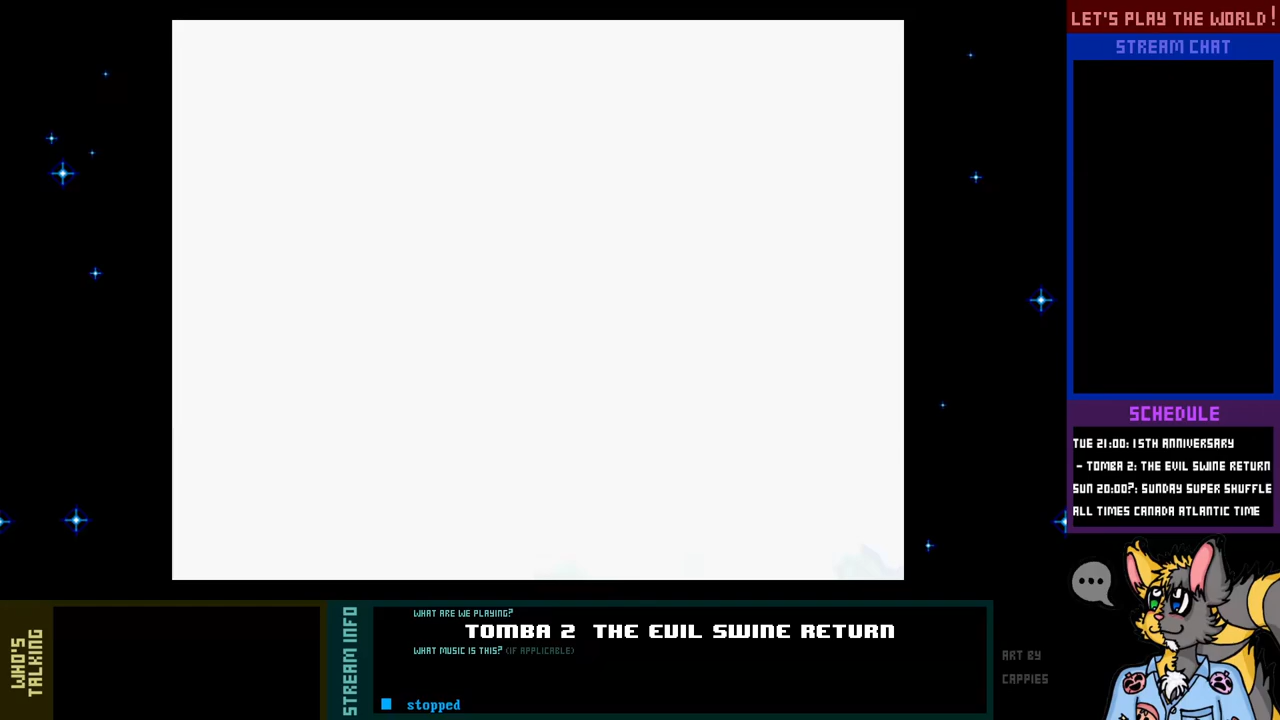 LET'S PLAY THE WORLD!
STREAM CHAT
SCHEDULE
TUE 21:00: 15TH ANNIVERSARY
- TOMBA 2: THE EVIL SWINE RETURN
SUN 20:00?: SUNDAY SUPER SHUFFLE
ALL TIMES CANADA ATLANTIC TIME
WHO'S
TALKING
STREAM INFO
WHAT ARE WE PLAYING?
TOMBA 2 THE EVIL SWINE RETURN
WHAT MUSIC IS THIS? (IF APPLICABLE)
stopped
ART BY
CAPPIES